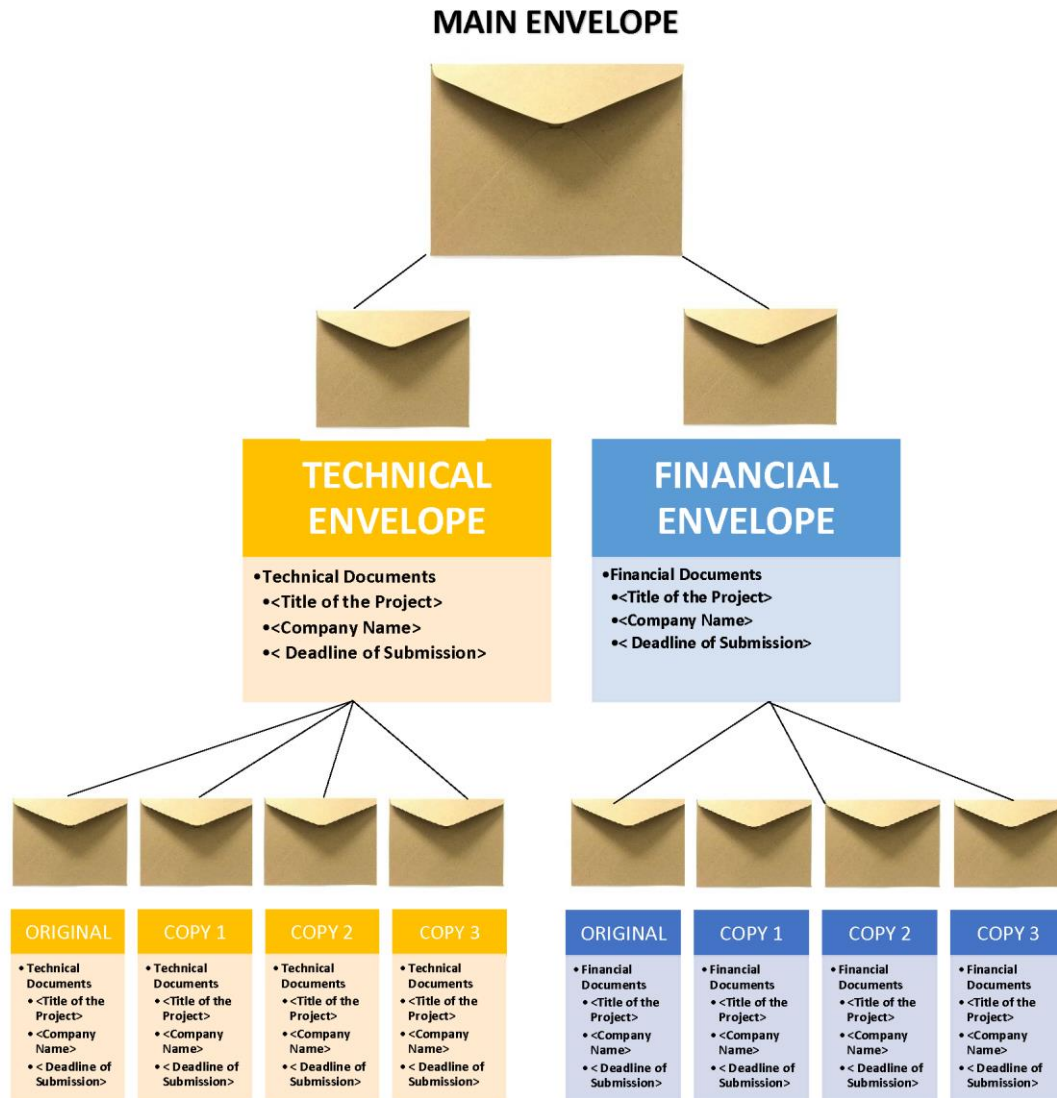 MAIN ENVELOPE
TECHNICAL
ENVELOPE
•Technical Documents
•<Title of the Project>
•<Company Name>
•< Deadline of Submission>
FINANCIAL
ENVELOPE
•Financial Documents
•<Title of the Project>
•<Company Name>
•< Deadline of Submission>
ORIGINAL
• Technical
Documents
• <Title of the
Project>
• <Company
Name>
• < Deadline of
Submission>
COPY 1
• Technical
Documents
• <Title of the
Project>
• <Company
Name>
• < Deadline of
Submission>
COPY 2
• Technical
Documents
• <Title of the
Project>
• <Company
Name>
• < Deadline of
Submission>
COPY 3
• Technical
Documents
• <Title of the
Project>
• <Company
Name>
• < Deadline of
Submission>
ORIGINAL
• Financial
Documents
• <Title of the
Project>
• <Company
Name>
• < Deadline of
Submission>
COPY 1
• Financial
Documents
• <Title of the
Project>
• <Company
Name>
• < Deadline of
Submission>
COPY 2
• Financial
Documents
• <Title of the
Project>
• <Company
Name>
• < Deadline of
Submission>
COPY 3
• Financial
Documents
• <Title of the
Project>
• <Company
Name>
• < Deadline of
Submission>